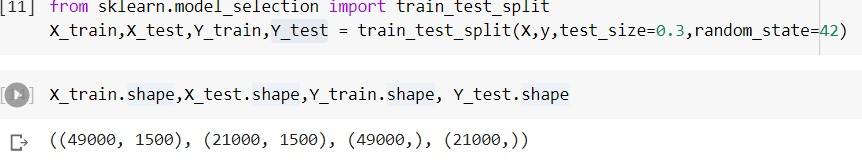 [11] from sklearn.model_selection import train_test_split
X_train,X_test,Y_train,Y_test = train_test_split(X,y,test_size=0.3,random_state=42)
X_train.shape,X_test.shape,Y_train.shape, Y_test.shape
((49000, 1500), (21000, 1500), (49000,), (21000,))